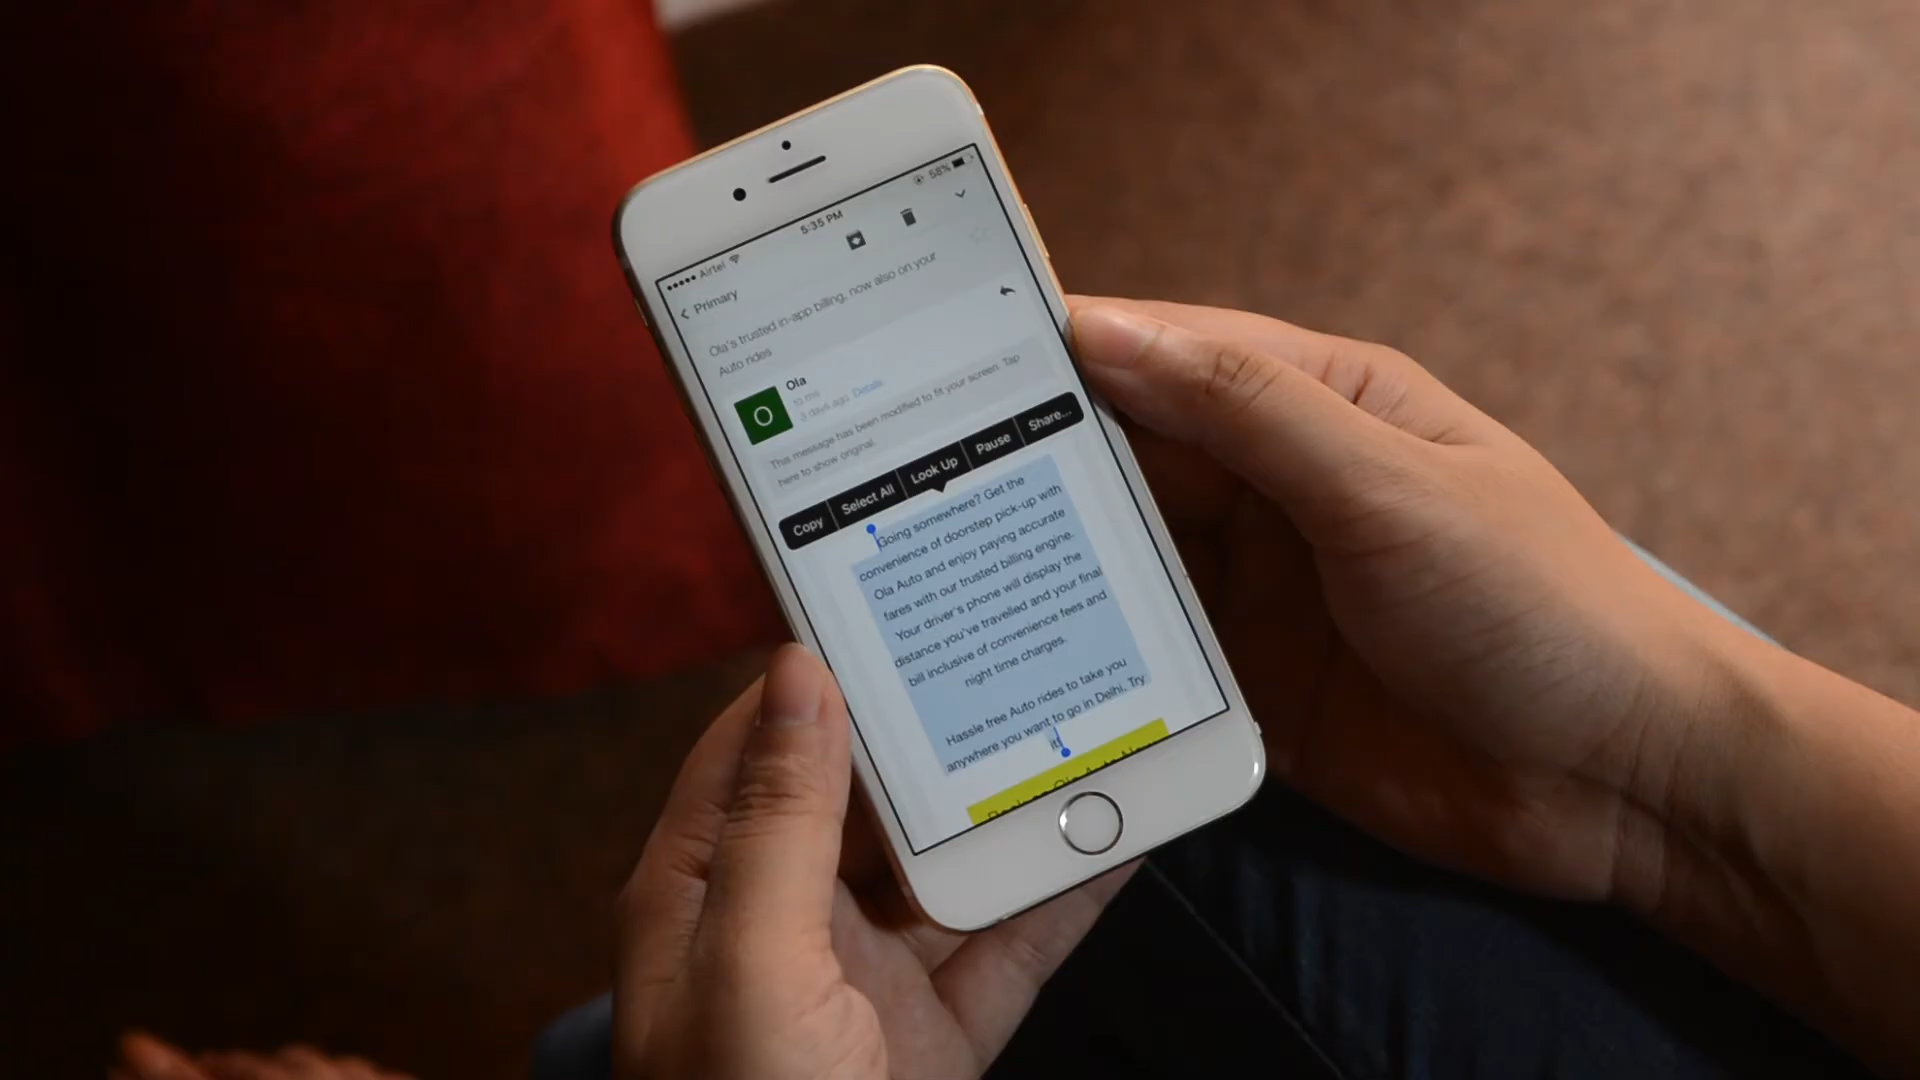 Airtel
5:35 PM
58%
Primary
Ola's trusted in-app billing, now also on your
Auto rides
O
Ola
to me
3 days ago Details
This message has been modified to fit your screen. Tap
here to show original.
Copy Select All Look Up Pause Share...
Going somewhere? Get the
convenience of doorstep pick-up with
Ola Auto and enjoy paying accurate
fares with our trusted billing engine.
Your driver's phone will display the
distance you've travelled and your final
bill inclusive of convenience fees and
night time charges.
Hassle free Auto rides to take you
anywhere you want to go in Delhi. Try
it!
Ola Auto